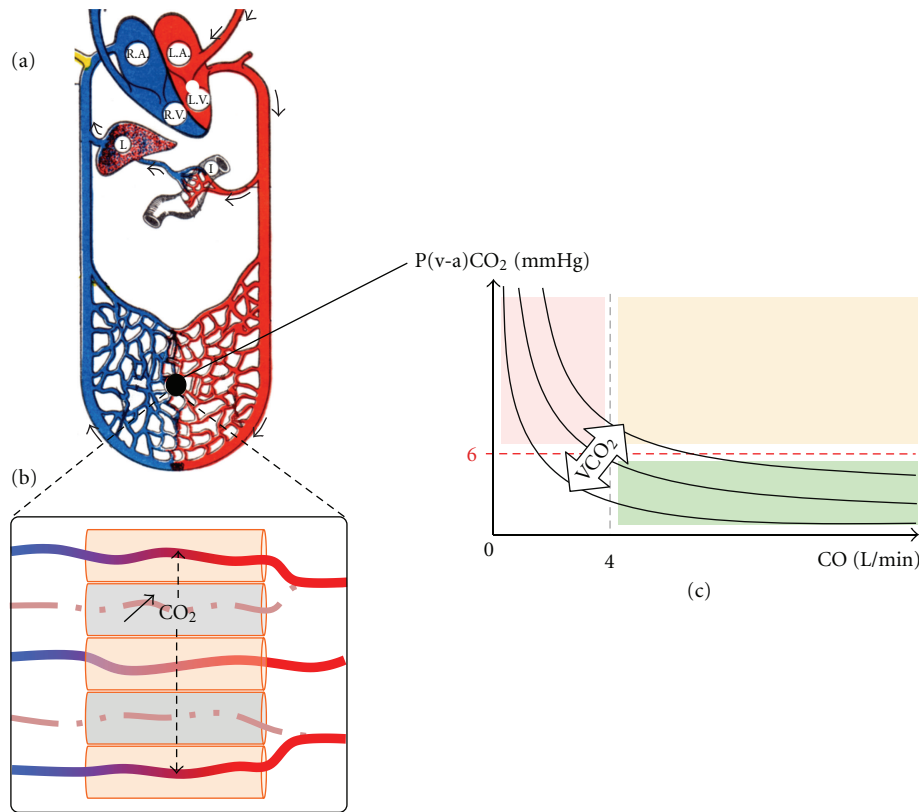 (a)
R.A.
L.A.
L.V.
R.V.
L
I
P(v-a)CO₂ (mmHg)
6
VCO₂
0
4
CO (L/min)
(c)
(b)
CO₂